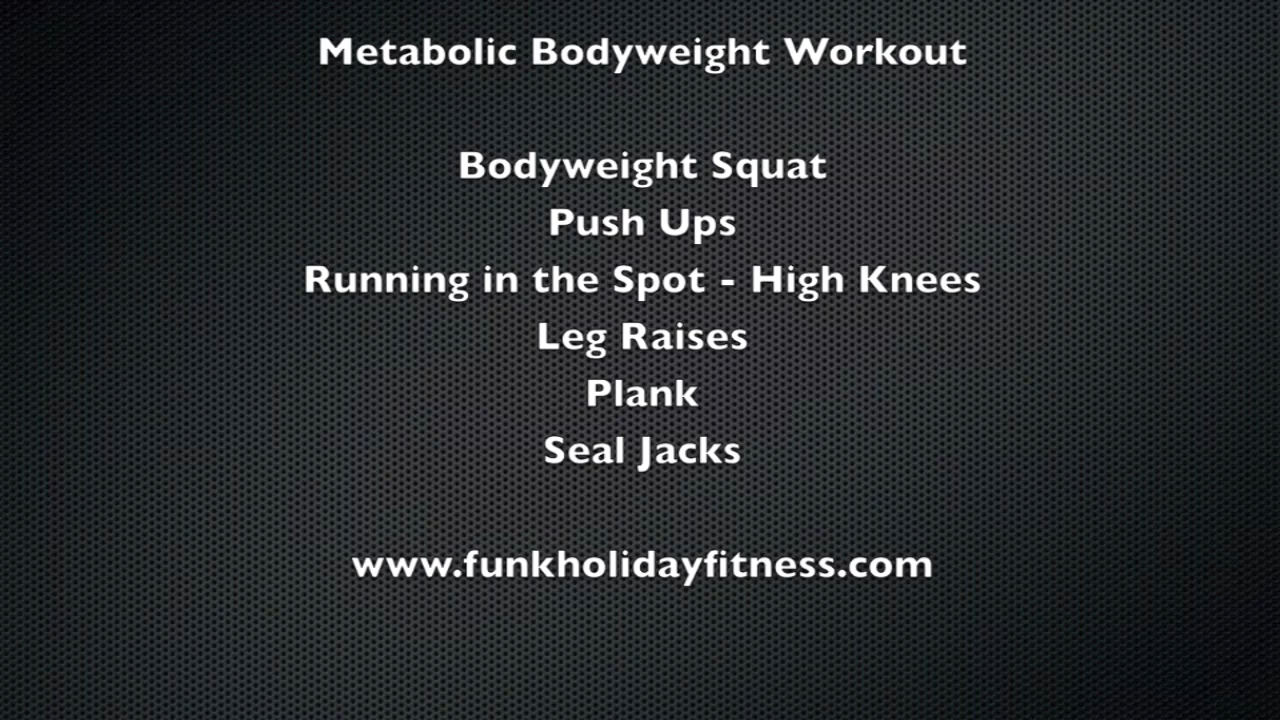 Metabolic Bodyweight Workout
Bodyweight Squat
Push Ups
Running in the Spot - High Knees
Leg Raises
Plank
Seal Jacks
www.funkholidayfitness.com